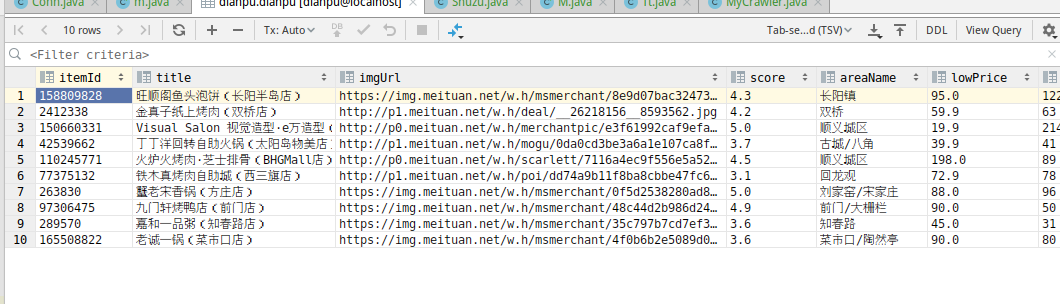 Conn.java m.java dianpu.dianpu [dianpu@localhost] Shuzu.java M.java Tt.java MyCrawler.java
10 rows Tx: Auto DB Tab-se...d (TSV) DDL View Query
<Filter criteria>
itemId title imgUrl score areaName lowPrice
1 158809828 旺顺阁鱼头泡饼（长阳半岛店） https://img.meituan.net/w.h/msmerchant/8e9d07bac32473… 4.3 长阳镇 95.0 122
2 2412338 金真子纸上烤肉（双桥店） http://p1.meituan.net/w.h/deal/__26218156__8593562.jpg 4.2 双桥 59.9 63
3 150660331 Visual Salon 视觉造型·e万造型（ http://p0.meituan.net/w.h/merchantpic/e3f61992caf9efa… 5.0 顺义城区 19.9 214
4 42539662 丁丁洋回转自助火锅（太阳岛物美店） http://p1.meituan.net/w.h/mogu/0da0cd3be3a6a1e107ca8f… 3.7 古城/八角 39.9 41
5 110245771 火炉火烤肉·芝士排骨（BHGMall店） http://p0.meituan.net/w.h/scarlett/7116a4ec9f556e5a52… 4.5 顺义城区 198.0 89
6 77375132 铁木真烤肉自助城（西三旗店） http://p1.meituan.net/w.h/poi/dd74a9b11f8ba8cbbe47fc6… 3.1 回龙观 72.9 78
7 263830 老宋香锅（方庄店） https://img.meituan.net/w.h/msmerchant/0f5d2538280ad8… 5.0 刘家窑/宋家庄 88.0 96
8 97306475 九门轩烤鸭店（前门店） https://img.meituan.net/w.h/msmerchant/48c44d2b986d24… 4.9 前门/大栅栏 90.0 50
9 289570 嘉和一品粥（知春路店） https://img.meituan.net/w.h/msmerchant/35c797b7cd7ef3… 3.6 知春路 45.0 31
10 165508822 老诚一锅（菜市口店） https://img.meituan.net/w.h/msmerchant/4f0b6b2e5089d0… 3.6 菜市口/陶然亭 90.0 80